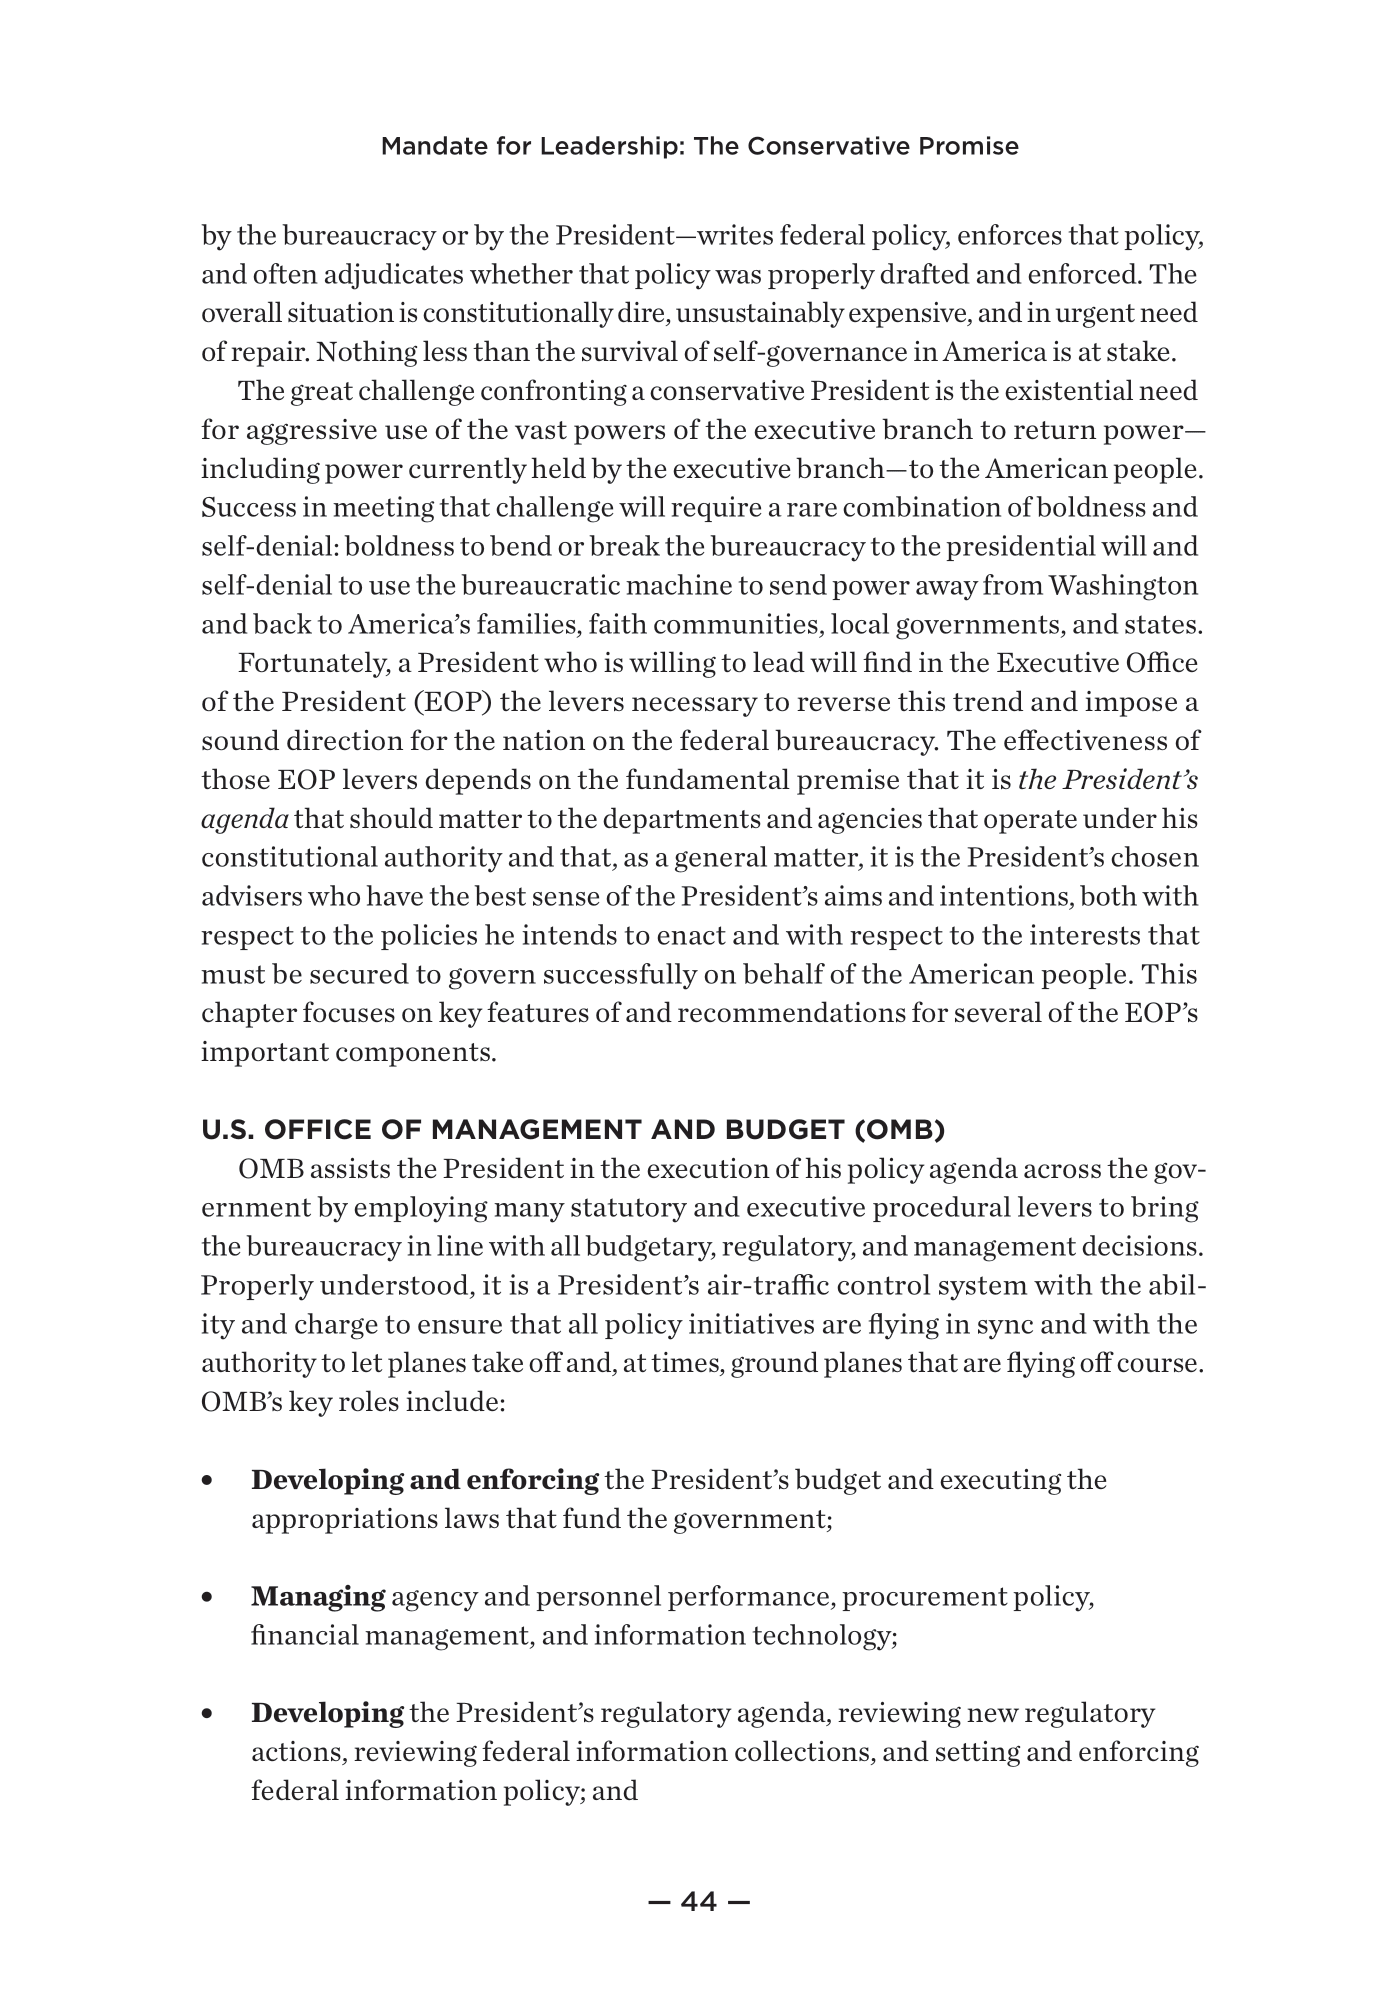 Mandate for Leadership: The Conservative Promise
by the bureaucracy or by the President—writes federal policy, enforces that policy,
and often adjudicates whether that policy was properly drafted and enforced. The
overall situation is constitutionally dire, unsustainably expensive, and in urgent need
of repair. Nothing less than the survival of self-governance in America is at stake.
The great challenge confronting a conservative President is the existential need
for aggressive use of the vast powers of the executive branch to return power—
including power currently held by the executive branch—to the American people.
Success in meeting that challenge will require a rare combination of boldness and
self-denial: boldness to bend or break the bureaucracy to the presidential will and
self-denial to use the bureaucratic machine to send power away from Washington
and back to America’s families, faith communities, local governments, and states.
Fortunately, a President who is willing to lead will find in the Executive Office
of the President (EOP) the levers necessary to reverse this trend and impose a
sound direction for the nation on the federal bureaucracy. The effectiveness of
those EOP levers depends on the fundamental premise that it is the President’s
agenda that should matter to the departments and agencies that operate under his
constitutional authority and that, as a general matter, it is the President’s chosen
advisers who have the best sense of the President’s aims and intentions, both with
respect to the policies he intends to enact and with respect to the interests that
must be secured to govern successfully on behalf of the American people. This
chapter focuses on key features of and recommendations for several of the EOP’s
important components.
U.S. OFFICE OF MANAGEMENT AND BUDGET (OMB)
OMB assists the President in the execution of his policy agenda across the gov-
ernment by employing many statutory and executive procedural levers to bring
the bureaucracy in line with all budgetary, regulatory, and management decisions.
Properly understood, it is a President’s air-traffic control system with the abil-
ity and charge to ensure that all policy initiatives are flying in sync and with the
authority to let planes take off and, at times, ground planes that are flying off course.
OMB’s key roles include:
• Developing and enforcing the President’s budget and executing the
appropriations laws that fund the government;
• Managing agency and personnel performance, procurement policy,
financial management, and information technology;
• Developing the President’s regulatory agenda, reviewing new regulatory
actions, reviewing federal information collections, and setting and enforcing
federal information policy; and
— 44 —